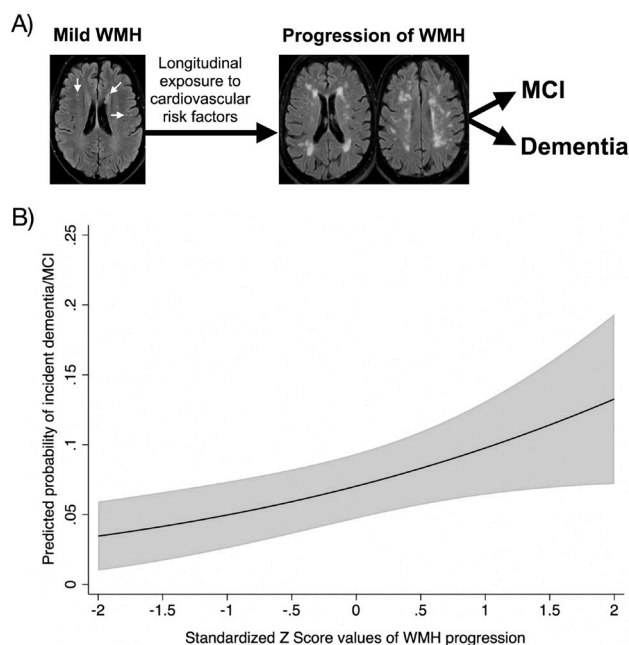 A)
Mild WMH
Longitudinal
exposure to
cardiovascular
risk factors
Progression of WMH
MCI
Dementia
B)
Predicted probability of incident dementia/MCI
.25
.2
.15
.1
.05
0
-2
-1.5
-1
-.5
0
.5
1
1.5
2
Standardized Z Score values of WMH progression